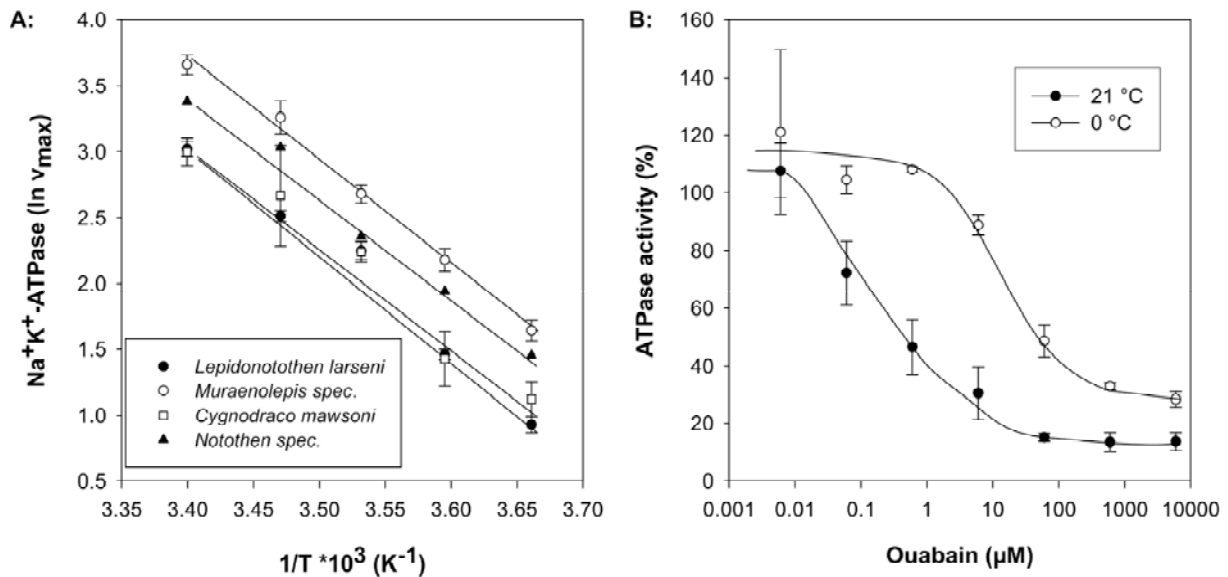 A:
Na+K+-ATPase (ln vmax)
4.0
3.5
3.0
2.5
2.0
1.5
1.0
0.5
Lepidonotothen larseni
Muraenolepis spec.
Cygnodraco mawsoni
Notothen spec.
3.35 3.40 3.45 3.50 3.55 3.60 3.65 3.70
1/T *10³ (K⁻¹)
B:
ATPase activity (%)
160
140
120
100
80
60
40
20
0
21 °C
0 °C
0.001 0.01 0.1 1 10 100 1000 10000
Ouabain (µM)